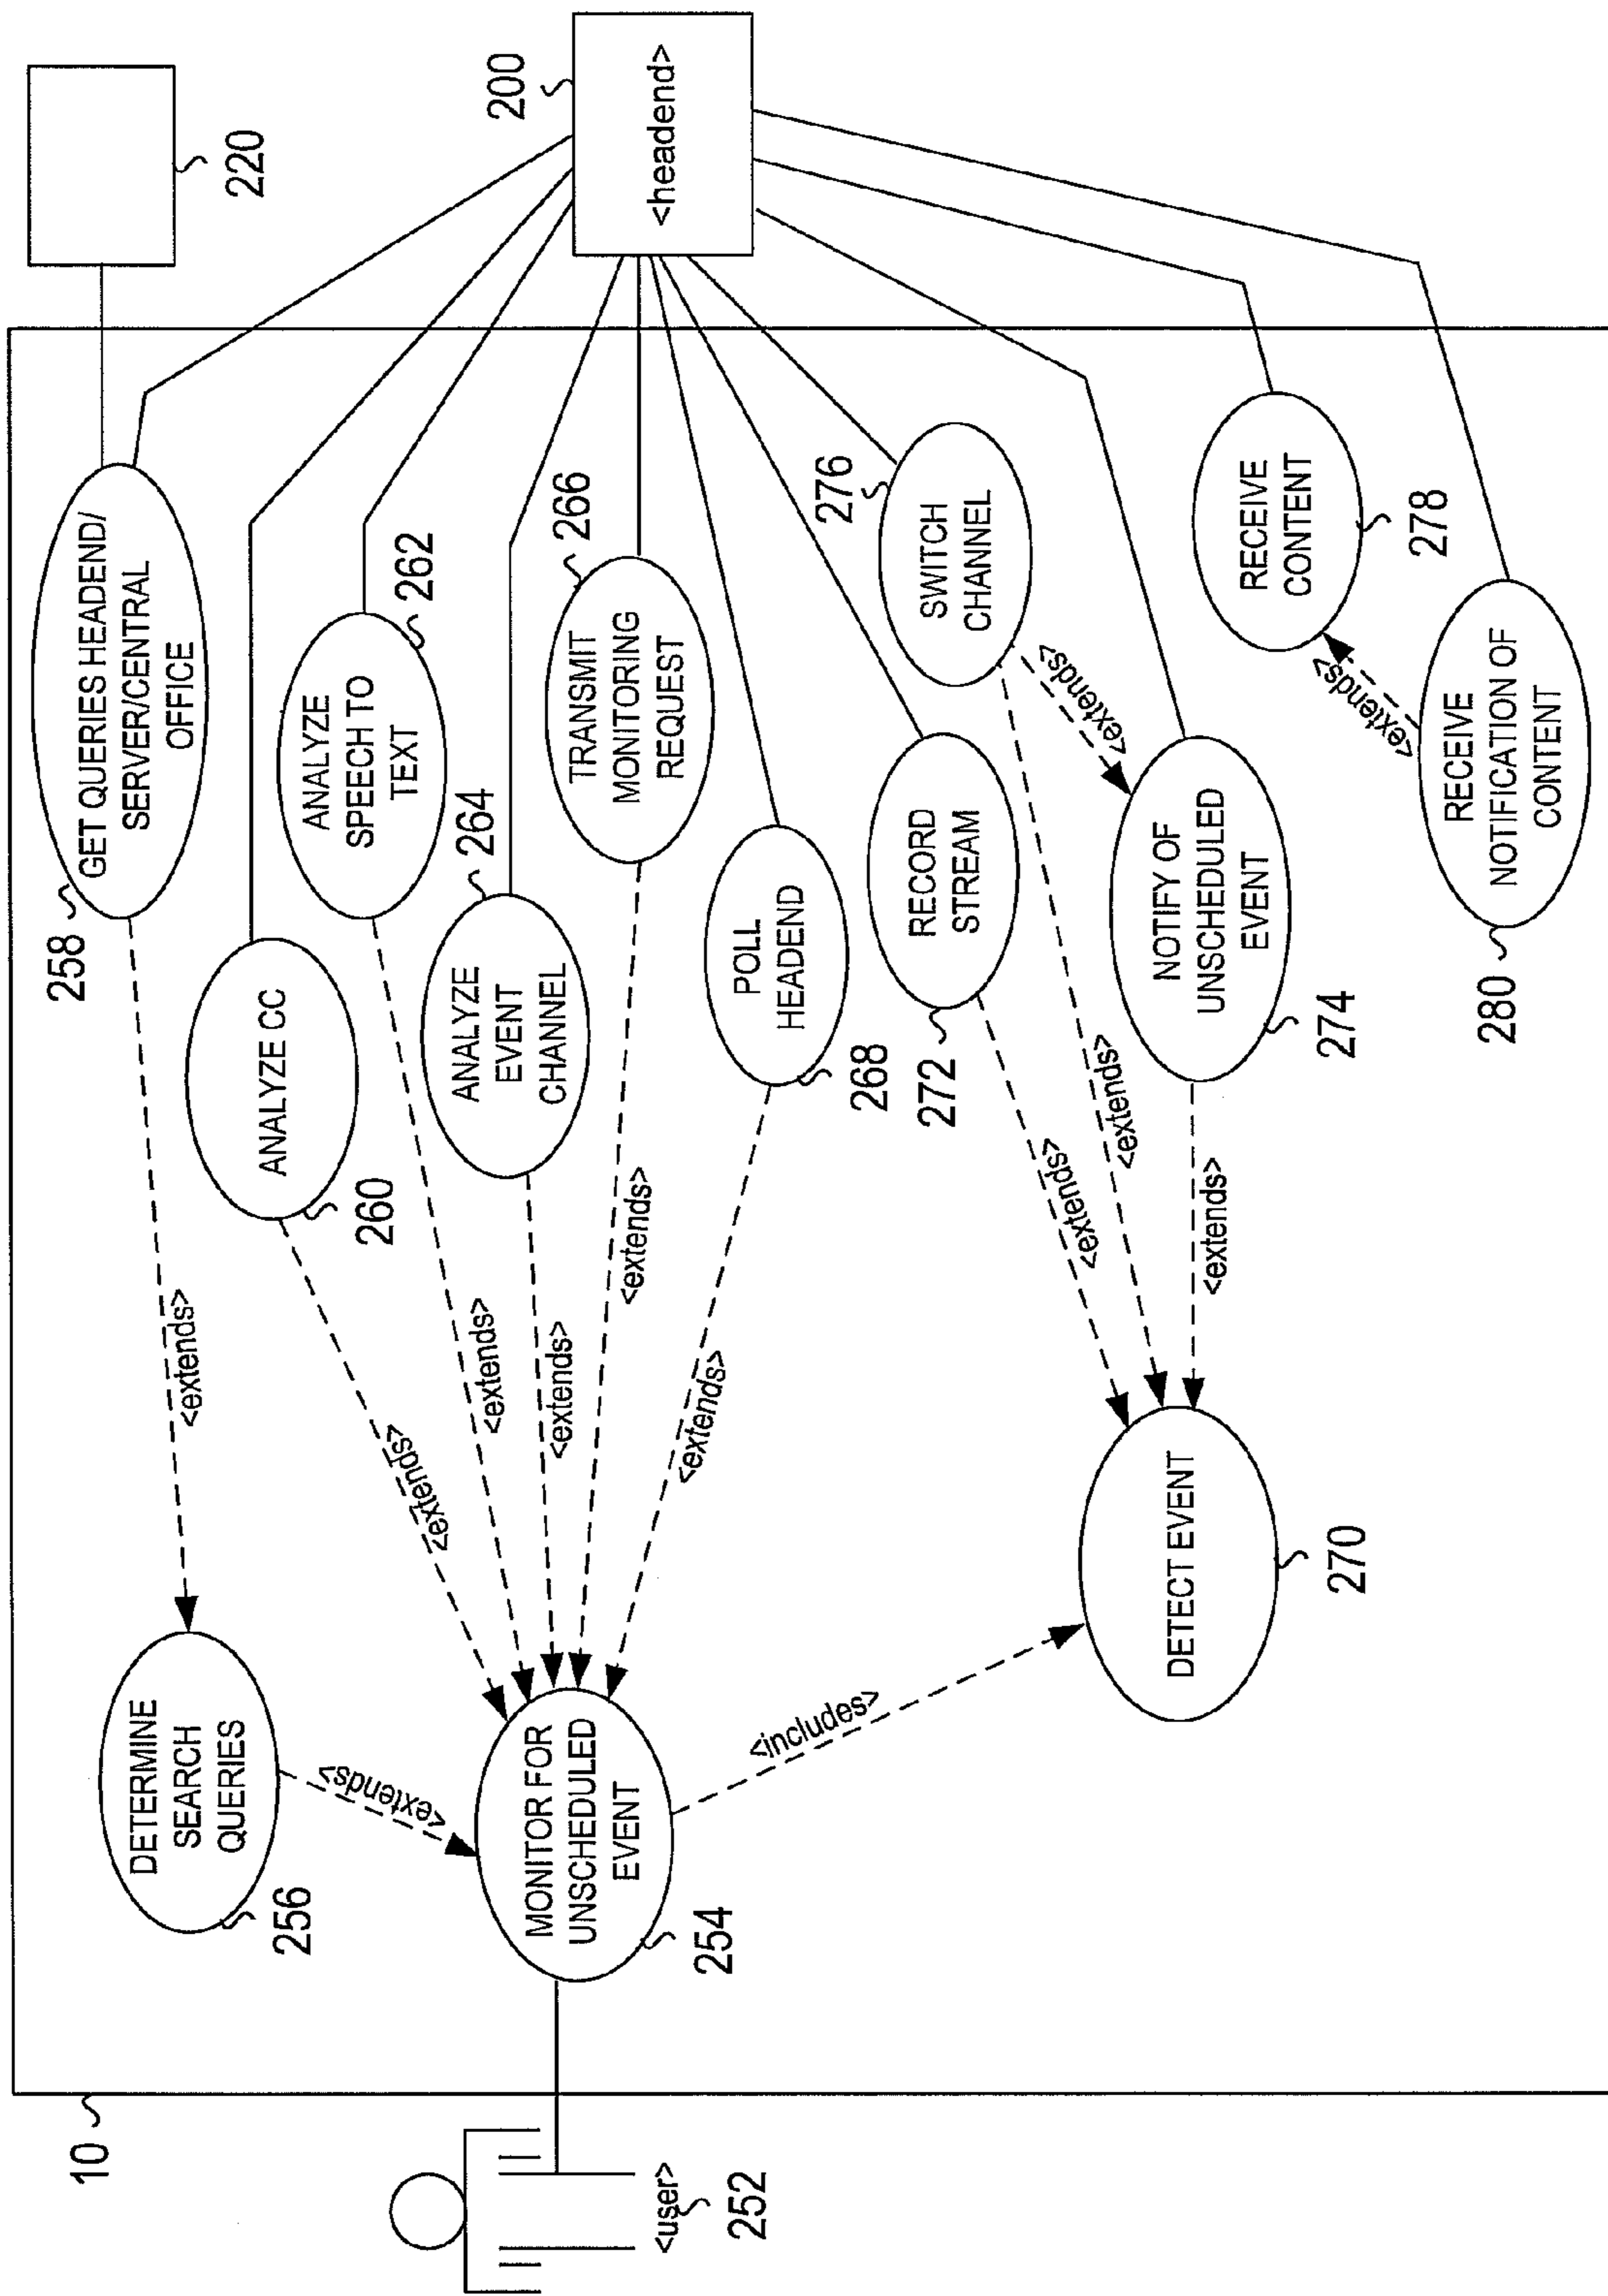 10
<user>
252
220
200
<headend>
GET QUERIES HEADEND/
SERVER/CENTRAL
OFFICE
258
DETERMINE
SEARCH
QUERIES
256
<extends>
<extends>
ANALYZE CC
260
<extends>
ANALYZE
SPEECH TO
TEXT
262
<extends>
ANALYZE
EVENT
CHANNEL
264
<extends>
TRANSMIT
MONITORING
REQUEST
266
<extends>
POLL
HEADEND
268
<extends>
MONITOR FOR
UNSCHEDULED
EVENT
254
<includes>
DETECT EVENT
270
RECORD
STREAM
272
<extends>
SWITCH
CHANNEL
276
<extends>
<extends>
NOTIFY OF
UNSCHEDULED
EVENT
274
<extends>
RECEIVE
CONTENT
278
<extends>
RECEIVE
NOTIFICATION OF
CONTENT
280